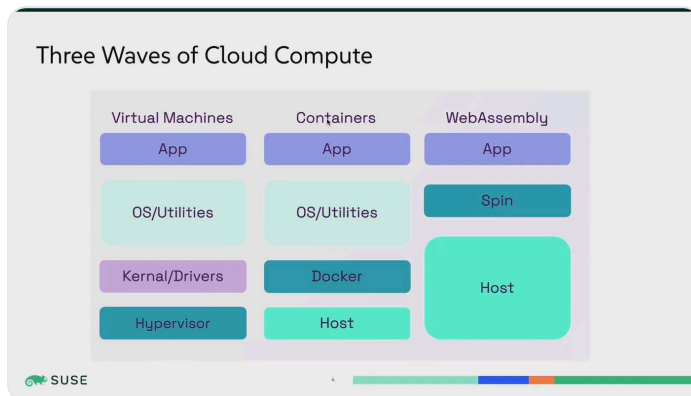 Three Waves of Cloud Compute
Virtual Machines
App
OS/Utilities
Kernal/Drivers
Hypervisor
Containers
App
OS/Utilities
Docker
Host
WebAssembly
App
Spin
Host
SUSE